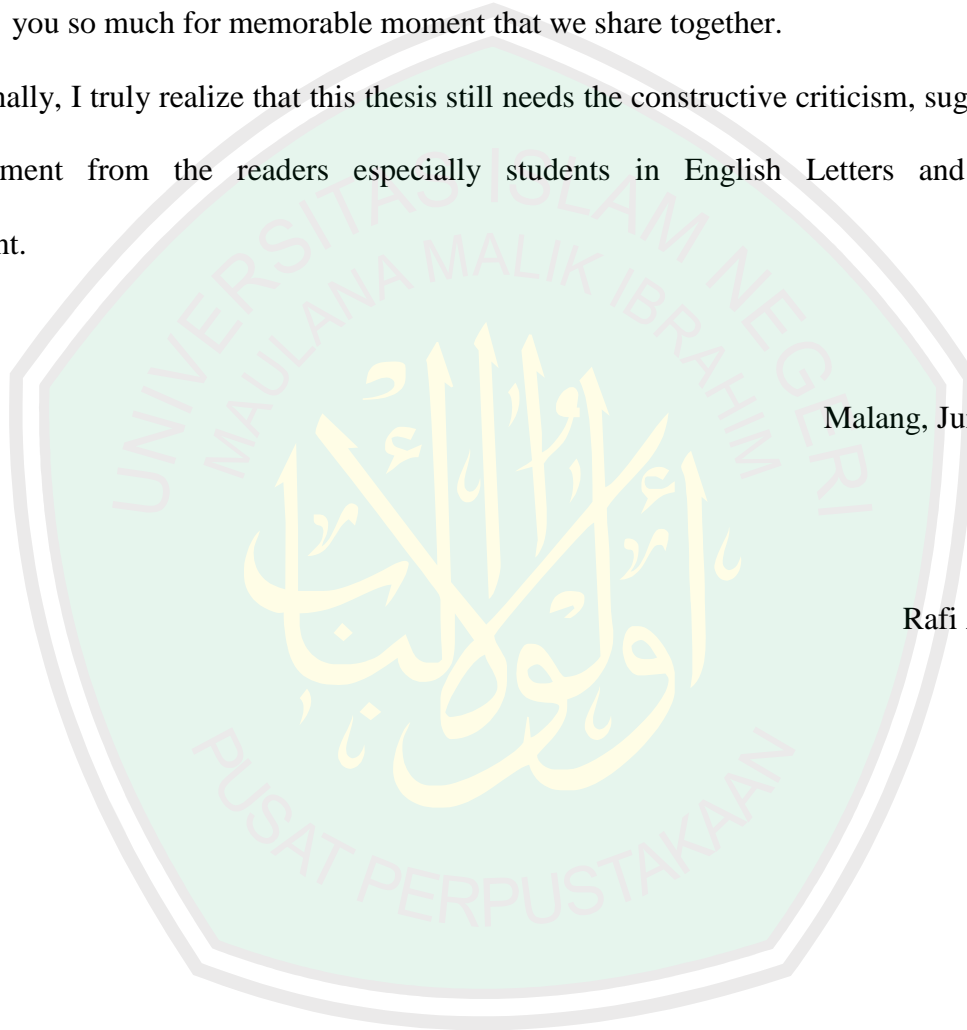 you so much for memorable moment that we share together.
nally, I truly realize that this thesis still needs the constructive criticism, sug
ment from the readers especially students in English Letters and
nt.
UNIVERSITAS ISLAM NEGERI
MAULANA MALIK IBRAHIM
Malang, Ju
أولوا الألباب
Rafi
PUSAT PERPUSTAKAAN